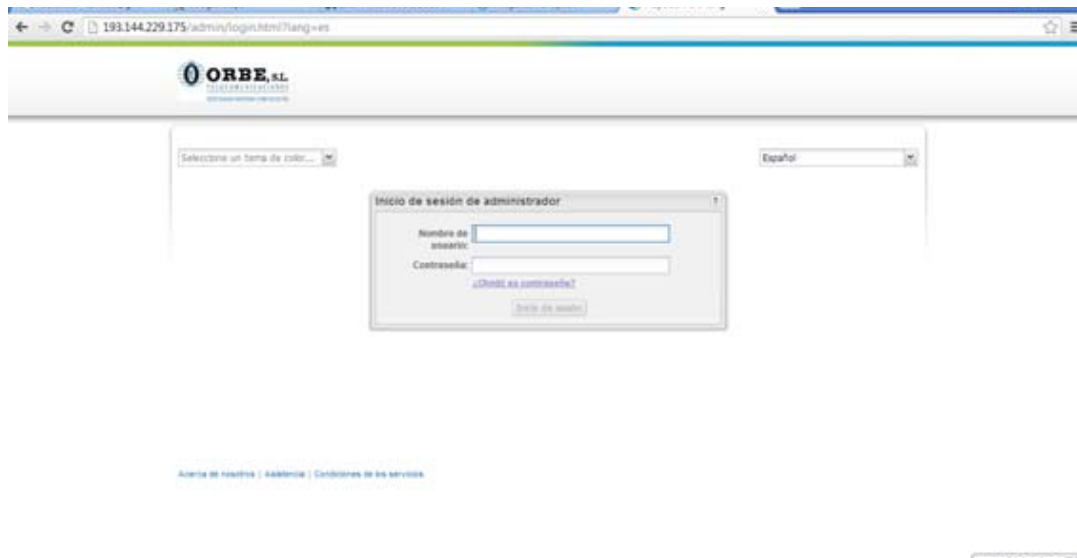 193.144.229.175/admin/login.html?lang=es
ORBE, S.L.
TELECOMUNICACIONES
Seleccione un tema de color...
Español
Inicio de sesión de administrador
?
Nombre de
usuario:
Contraseña:
¿Olvidó su contraseña?
Inicio de sesión
Acerca de nosotros | Asistencia | Condiciones de los servicios